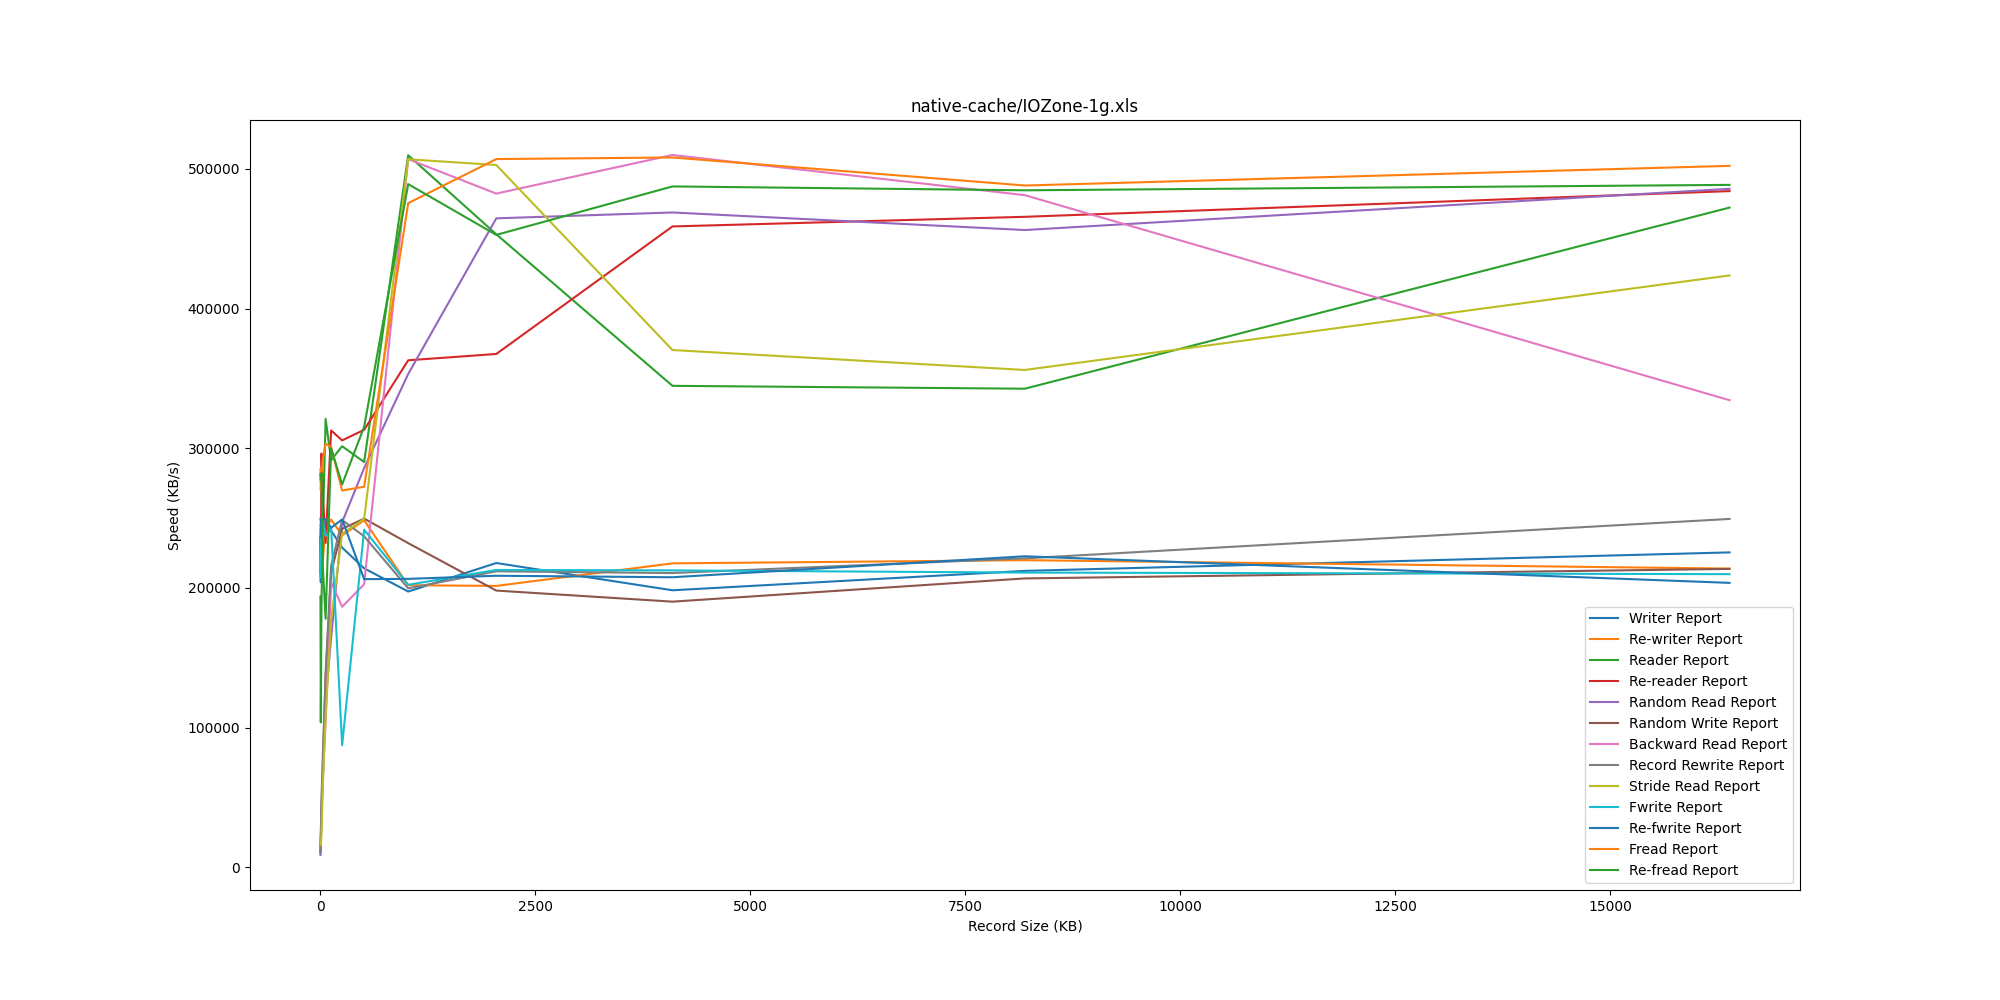 native-cache/IOZone-1g.xls
Speed (KB/s)
500000
400000
300000
200000
100000
0
0 2500 5000 7500 10000 12500 15000
Record Size (KB)
Writer Report
Re-writer Report
Reader Report
Re-reader Report
Random Read Report
Random Write Report
Backward Read Report
Record Rewrite Report
Stride Read Report
Fwrite Report
Re-fwrite Report
Fread Report
Re-fread Report